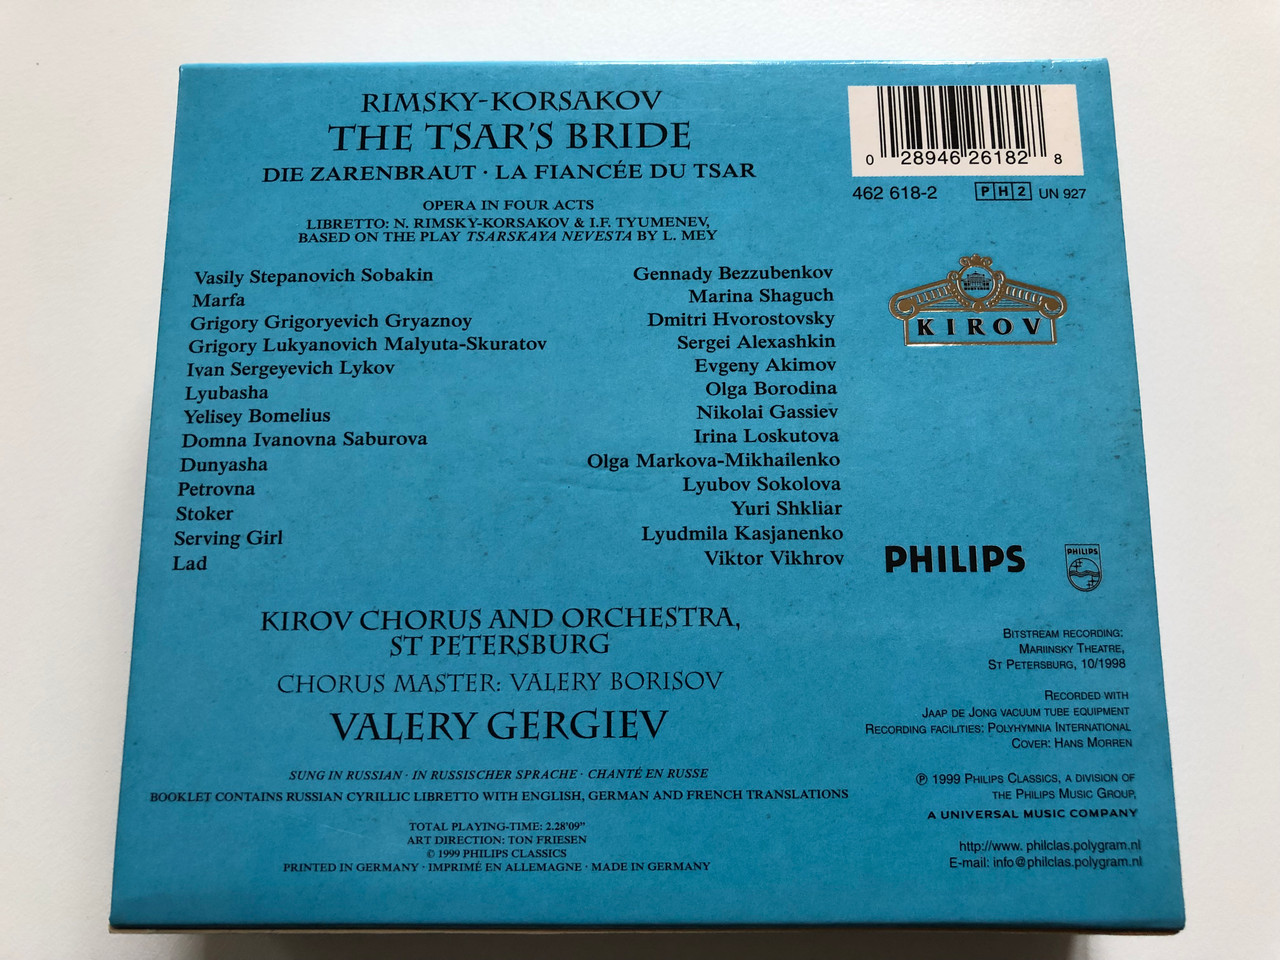 RIMSKY-KORSAKOV
THE TSAR'S BRIDE
DIE ZARENBRAUT · LA FIANCÉE DU TSAR
OPERA IN FOUR ACTS
LIBRETTO: N. RIMSKY-KORSAKOV & I.F. TYUMENEV,
BASED ON THE PLAY TSARSKAYA NEVESTA BY L. MEY
0 28946 26182 8
462 618-2 PH2 UN 927
Vasily Stepanovich Sobakin Gennady Bezzubenkov
Marfa Marina Shaguch
Grigory Grigoryevich Gryaznoy Dmitri Hvorostovsky
Grigory Lukyanovich Malyuta-Skuratov Sergei Alexashkin
Ivan Sergeyevich Lykov Evgeny Akimov
Lyubasha Olga Borodina
Yelisey Bomelius Nikolai Gassiev
Domna Ivanovna Saburova Irina Loskutova
Dunyasha Olga Markova-Mikhailenko
Petrovna Lyubov Sokolova
Stoker Yuri Shkliar
Serving Girl Lyudmila Kasjanenko
Lad Viktor Vikhrov
KIROV
PHILIPS
PHILIPS
KIROV CHORUS AND ORCHESTRA,
ST PETERSBURG
CHORUS MASTER: VALERY BORISOV
VALERY GERGIEV
SUNG IN RUSSIAN · IN RUSSISCHER SPRACHE · CHANTÉ EN RUSSE
BOOKLET CONTAINS RUSSIAN CYRILLIC LIBRETTO WITH ENGLISH, GERMAN AND FRENCH TRANSLATIONS
TOTAL PLAYING-TIME: 2.28'09"
ART DIRECTION: TON FRIESEN
© 1999 PHILIPS CLASSICS
PRINTED IN GERMANY · IMPRIMÉ EN ALLEMAGNE · MADE IN GERMANY
BITSTREAM RECORDING:
MARIINSKY THEATRE,
ST PETERSBURG, 10/1998
RECORDED WITH
JAAP DE JONG VACUUM TUBE EQUIPMENT
RECORDING FACILITIES: POLYHYMNIA INTERNATIONAL
COVER: HANS MORREN
℗ 1999 PHILIPS CLASSICS, A DIVISION OF
THE PHILIPS MUSIC GROUP,
A UNIVERSAL MUSIC COMPANY
http://www. philclas.polygram.nl
E-mail: info@philclas.polygram.nl